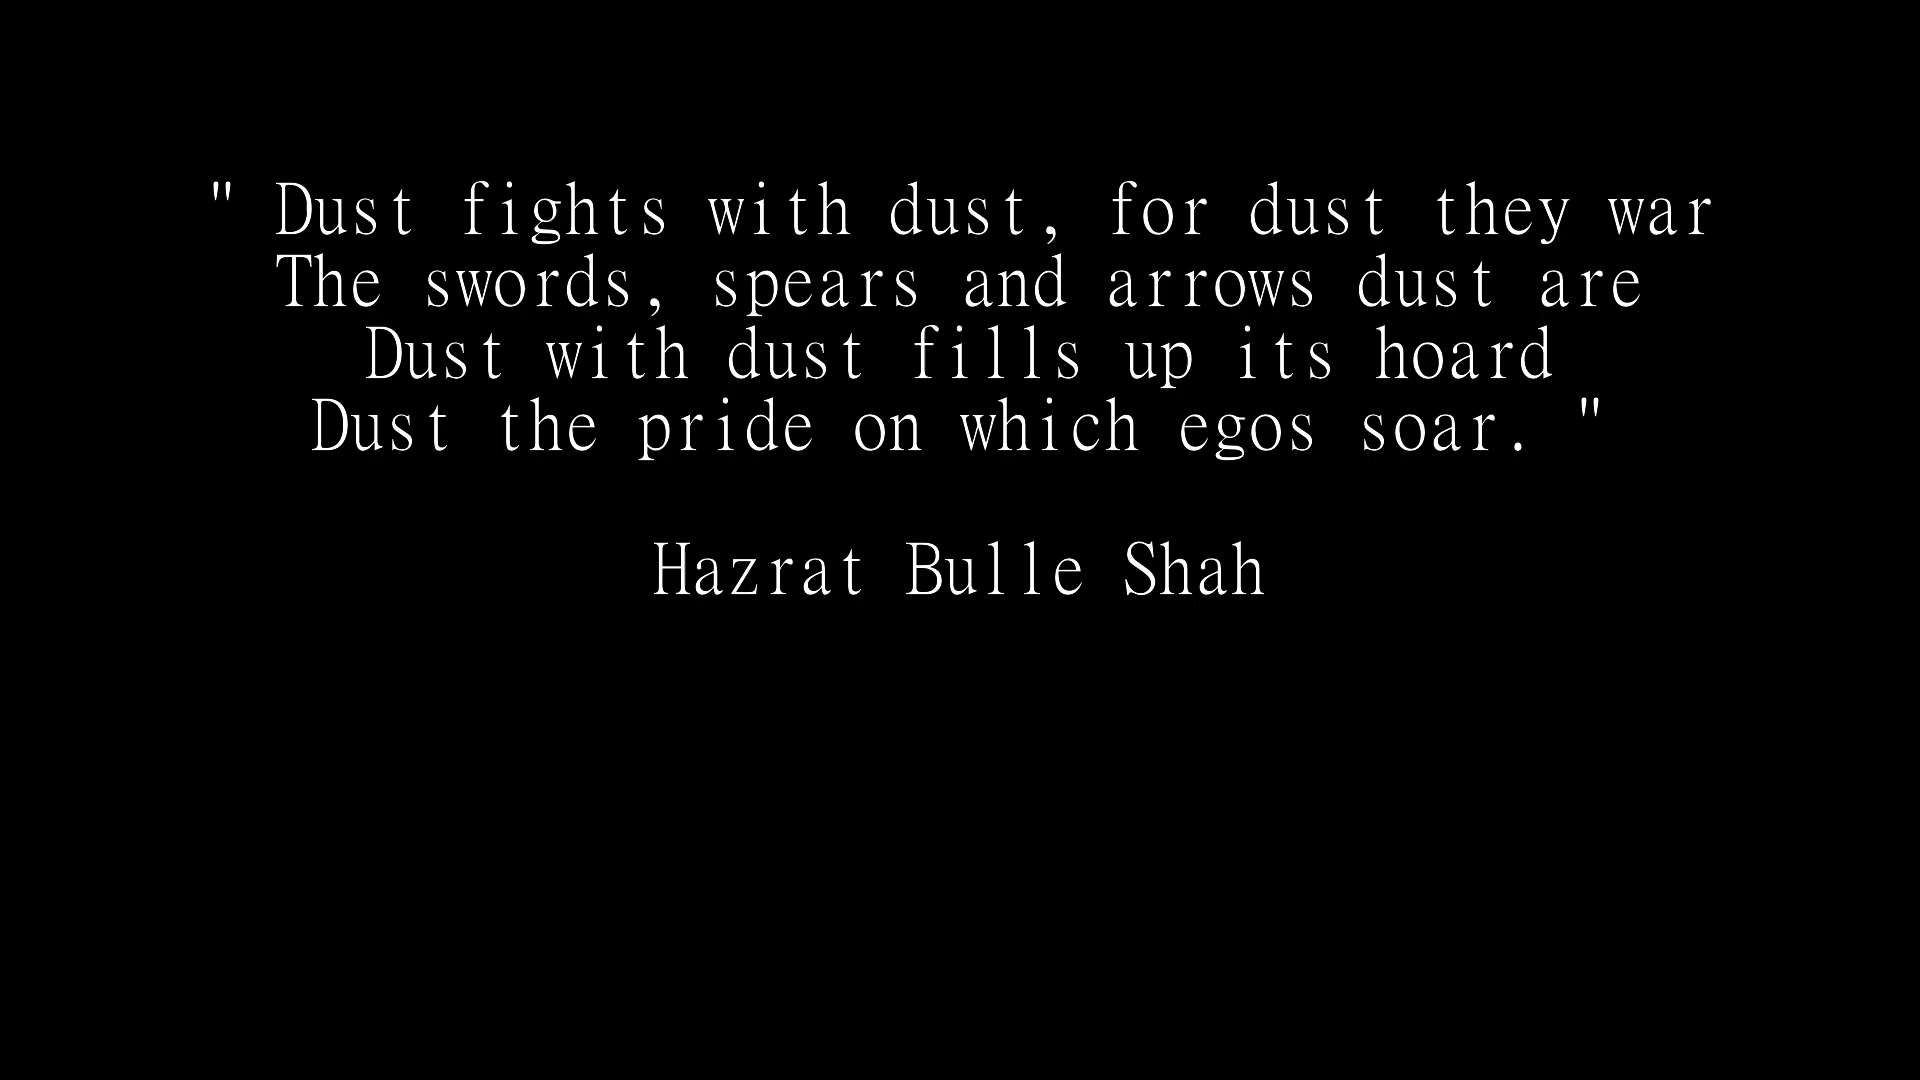 " Dust fights with dust, for dust they war
The swords, spears and arrows dust are
Dust with dust fills up its hoard
Dust the pride on which egos soar. "
Hazrat Bulle Shah